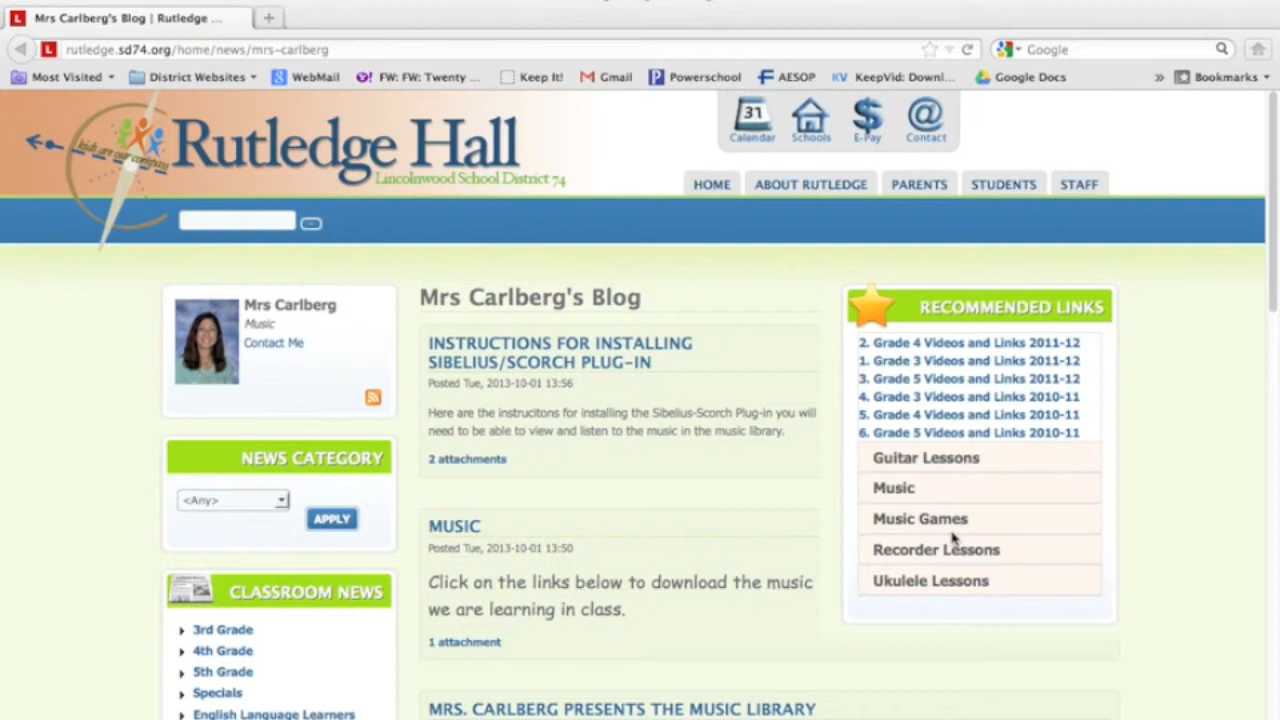 Mrs Carlberg's Blog | Rutledge ...
rutledge.sd74.org/home/news/mrs-carlberg
Google
Most Visited
District Websites
WebMail
FW: FW: Twenty ...
Keep It!
Gmail
Powerschool
AESOP
KV KeepVid: Downl...
Google Docs
Bookmarks
kids are our compass
Rutledge Hall
Lincolnwood School District 74
31
Calendar
Schools
E-Pay
Contact
HOME
ABOUT RUTLEDGE
PARENTS
STUDENTS
STAFF
Mrs Carlberg
Music
Contact Me
NEWS CATEGORY
<Any>
APPLY
CLASSROOM NEWS
3rd Grade
4th Grade
5th Grade
Specials
English Language Learners
Mrs Carlberg's Blog
INSTRUCTIONS FOR INSTALLING
SIBELIUS/SCORCH PLUG-IN
Posted Tue, 2013-10-01 13:56
Here are the instrucitons for installing the Sibelius-Scorch Plug-in you will
need to be able to view and listen to the music in the music library.
2 attachments
MUSIC
Posted Tue, 2013-10-01 13:50
Click on the links below to download the music
we are learning in class.
1 attachment
MRS. CARLBERG PRESENTS THE MUSIC LIBRARY
RECOMMENDED LINKS
2. Grade 4 Videos and Links 2011-12
1. Grade 3 Videos and Links 2011-12
3. Grade 5 Videos and Links 2011-12
4. Grade 3 Videos and Links 2010-11
5. Grade 4 Videos and Links 2010-11
6. Grade 5 Videos and Links 2010-11
Guitar Lessons
Music
Music Games
Recorder Lessons
Ukulele Lessons